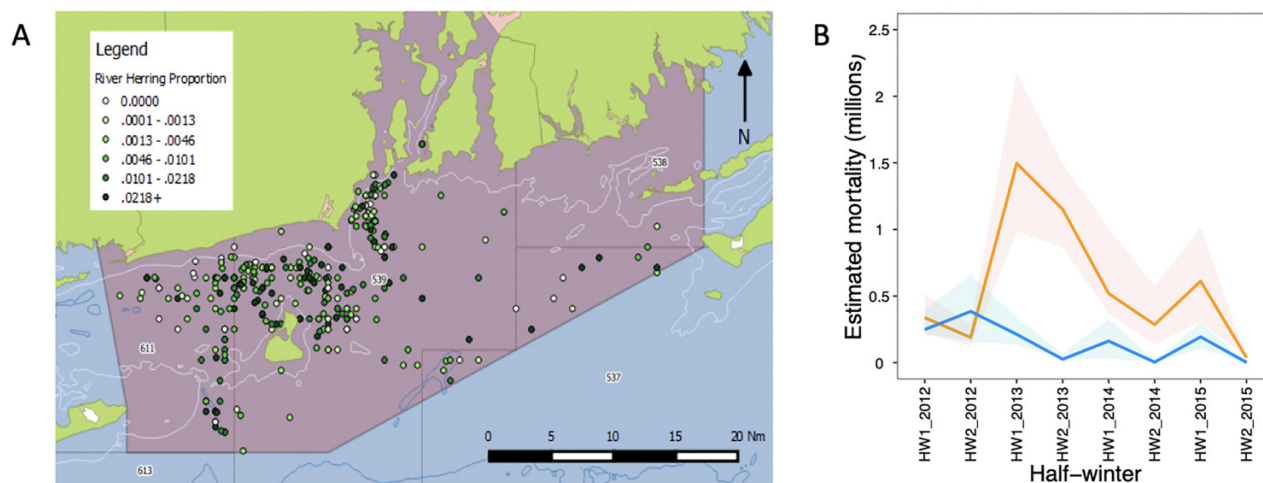 A
Legend
River Herring Proportion
0.0000
.0001 - .0013
.0013 - .0046
.0046 - .0101
.0101 - .0218
.0218+
N
538
539
611
537
613
0 5 10 15 20 Nm
B
Estimated mortality (millions)
2.5
2
1.5
1
0.5
0
HW1_2012
HW2_2012
HW1_2013
HW2_2013
HW1_2014
HW2_2014
HW1_2015
HW2_2015
Half-winter